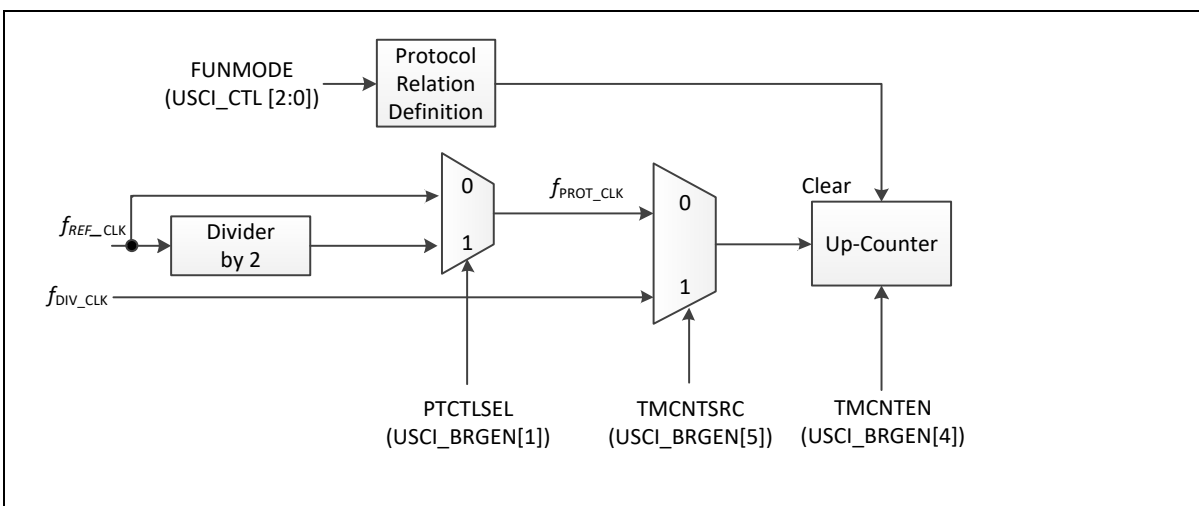 FUNMODE
(USCI_CTL [2:0])
Protocol
Relation
Definition
fREF_CLK
Divider
by 2
fDIV_CLK
0
1
fPROT_CLK
0
1
Clear
Up-Counter
PTCTLSEL
(USCI_BRGEN[1])
TMCNTSRC
(USCI_BRGEN[5])
TMCNTEN
(USCI_BRGEN[4])